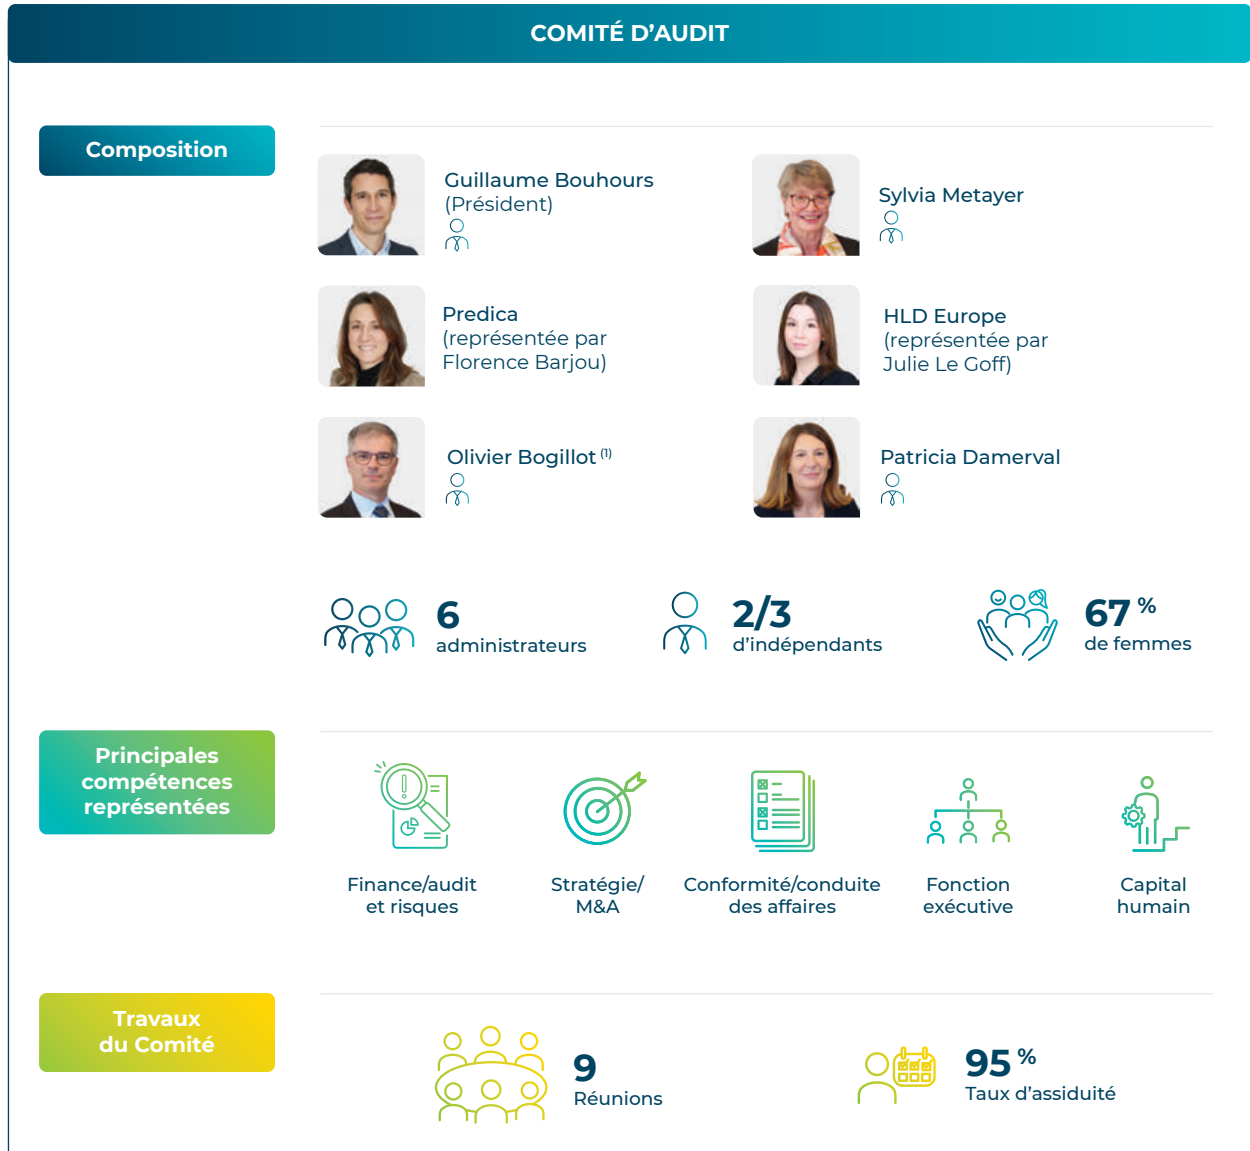 COMITÉ D’AUDIT
Composition
Guillaume Bouhours
(Président)
Sylvia Metayer
Predica
(représentée par
Florence Barjou)
HLD Europe
(représentée par
Julie Le Goff)
Olivier Bogillot (1)
Patricia Damerval
6
administrateurs
2/3
d’indépendants
67 %
de femmes
Principales
compétences
représentées
Finance/audit
et risques
Stratégie/
M&A
Conformité/conduite
des affaires
Fonction
exécutive
Capital
humain
Travaux
du Comité
9
Réunions
95 %
Taux d’assiduité